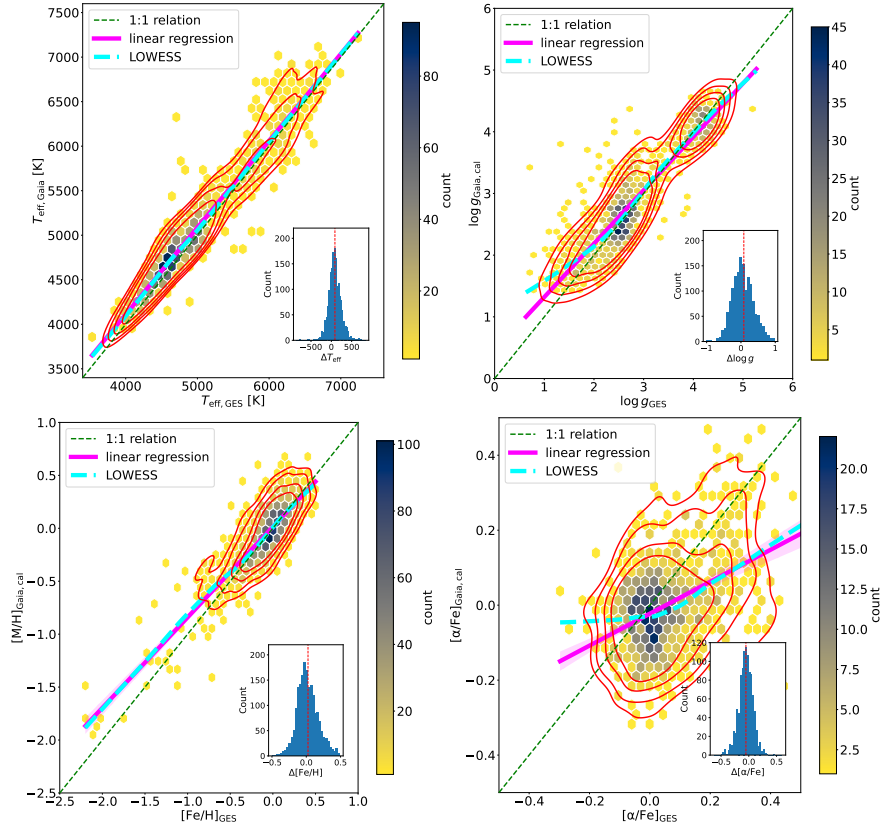 1:1 relation
linear regression
LOWESS
T_eff, Gaia [K]
7500
7000
6500
6000
5500
5000
4500
4000
3500
4000 5000 6000 7000
T_eff, GES [K]
Count
200
150
100
50
0
−500 0 500
ΔT_eff
80
60
40
20
count
1:1 relation
linear regression
LOWESS
log g_Gaia, cal
6
5
4
3
2
1
0
0 1 2 3 4 5 6
log g_GES
Count
200
150
100
50
0
−1 0 1
Δlog g
45
40
35
30
25
20
15
10
5
count
1:1 relation
linear regression
LOWESS
[M/H]_Gaia, cal
1.0
0.5
0.0
−0.5
−1.0
−1.5
−2.0
−2.5
−2.5 −2.0 −1.5 −1.0 −0.5 0.0 0.5 1.0
[Fe/H]_GES
Count
200
150
100
50
0
−0.5 0.0 0.5
Δ[Fe/H]
100
80
60
40
20
count
1:1 relation
linear regression
LOWESS
[α/Fe]_Gaia, cal
0.4
0.2
0.0
−0.2
−0.4
−0.4 −0.2 0.0 0.2 0.4
[α/Fe]_GES
Count
120
100
80
60
40
20
0
−0.5 0.0 0.5
Δ[α/Fe]
20.0
17.5
15.0
12.5
10.0
7.5
5.0
2.5
count